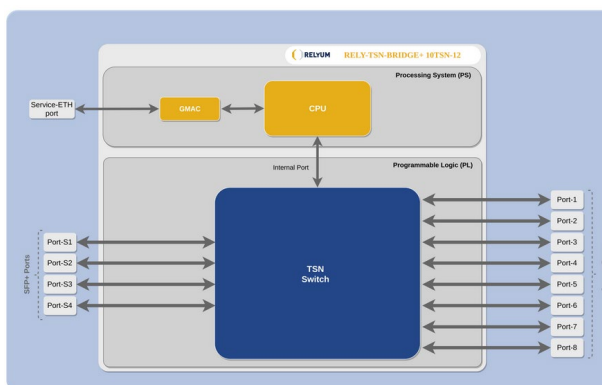 RELYUM RELY-TSN-BRIDGE+ 10TSN-12
Processing System (PS)
Service-ETH
port
GMAC
CPU
Internal Port
Programmable Logic (PL)
TSN
Switch
SFP+ Ports
Port-S1
Port-S2
Port-S3
Port-S4
Port-1
Port-2
Port-3
Port-4
Port-5
Port-6
Port-7
Port-8